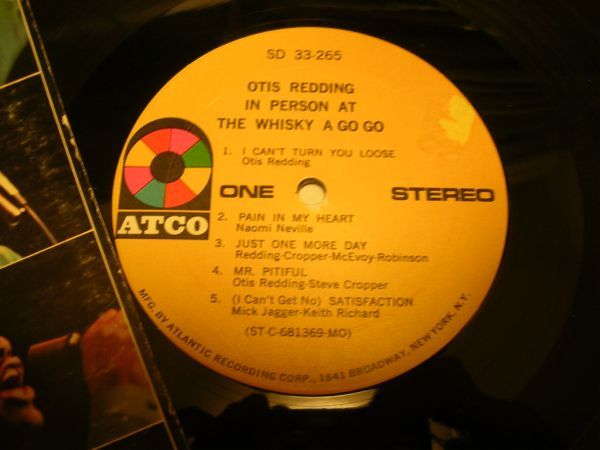 SD 33-265
OTIS REDDING
IN PERSON AT
THE WHISKY A GO GO
1. I CAN'T TURN YOU LOOSE
Otis Redding
ONE STEREO
ATCO
2. PAIN IN MY HEART
Naomi Neville
3. JUST ONE MORE DAY
Redding-Cropper-McEvoy-Robinson
4. MR. PITIFUL
Otis Redding-Steve Cropper
5. (I Can't Get No) SATISFACTION
Mick Jagger-Keith Richard
(ST-C-681369-MO)
MFG. BY ATLANTIC RECORDING CORP., 1841 BROADWAY, NEW YORK, N.Y.